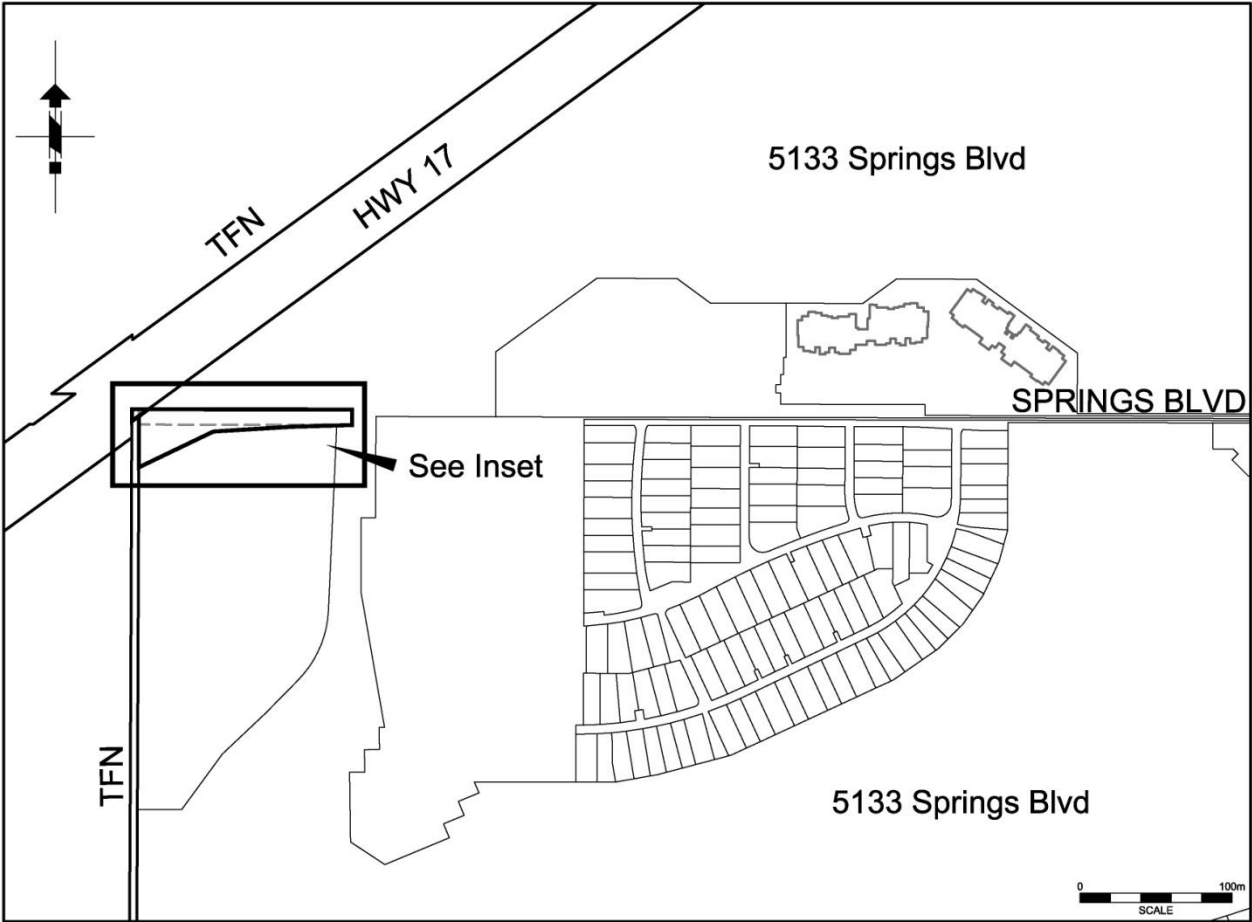 5133 Springs Blvd
TFN
HWY 17
SPRINGS BLVD
See Inset
TFN
5133 Springs Blvd
0 100m
SCALE